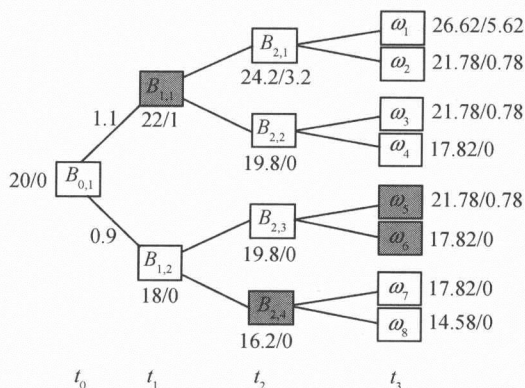 ω₁ 26.62/5.62
B₂,₁
ω₂ 21.78/0.78
24.2/3.2
B₁,₁
1.1
22/1
ω₃ 21.78/0.78
B₂,₂
ω₄ 17.82/0
19.8/0
20/0 B₀,₁
ω₅ 21.78/0.78
B₂,₃
ω₆ 17.82/0
0.9
19.8/0
B₁,₂
18/0
ω₇ 17.82/0
B₂,₄
ω₈ 14.58/0
16.2/0
t₀ t₁ t₂ t₃